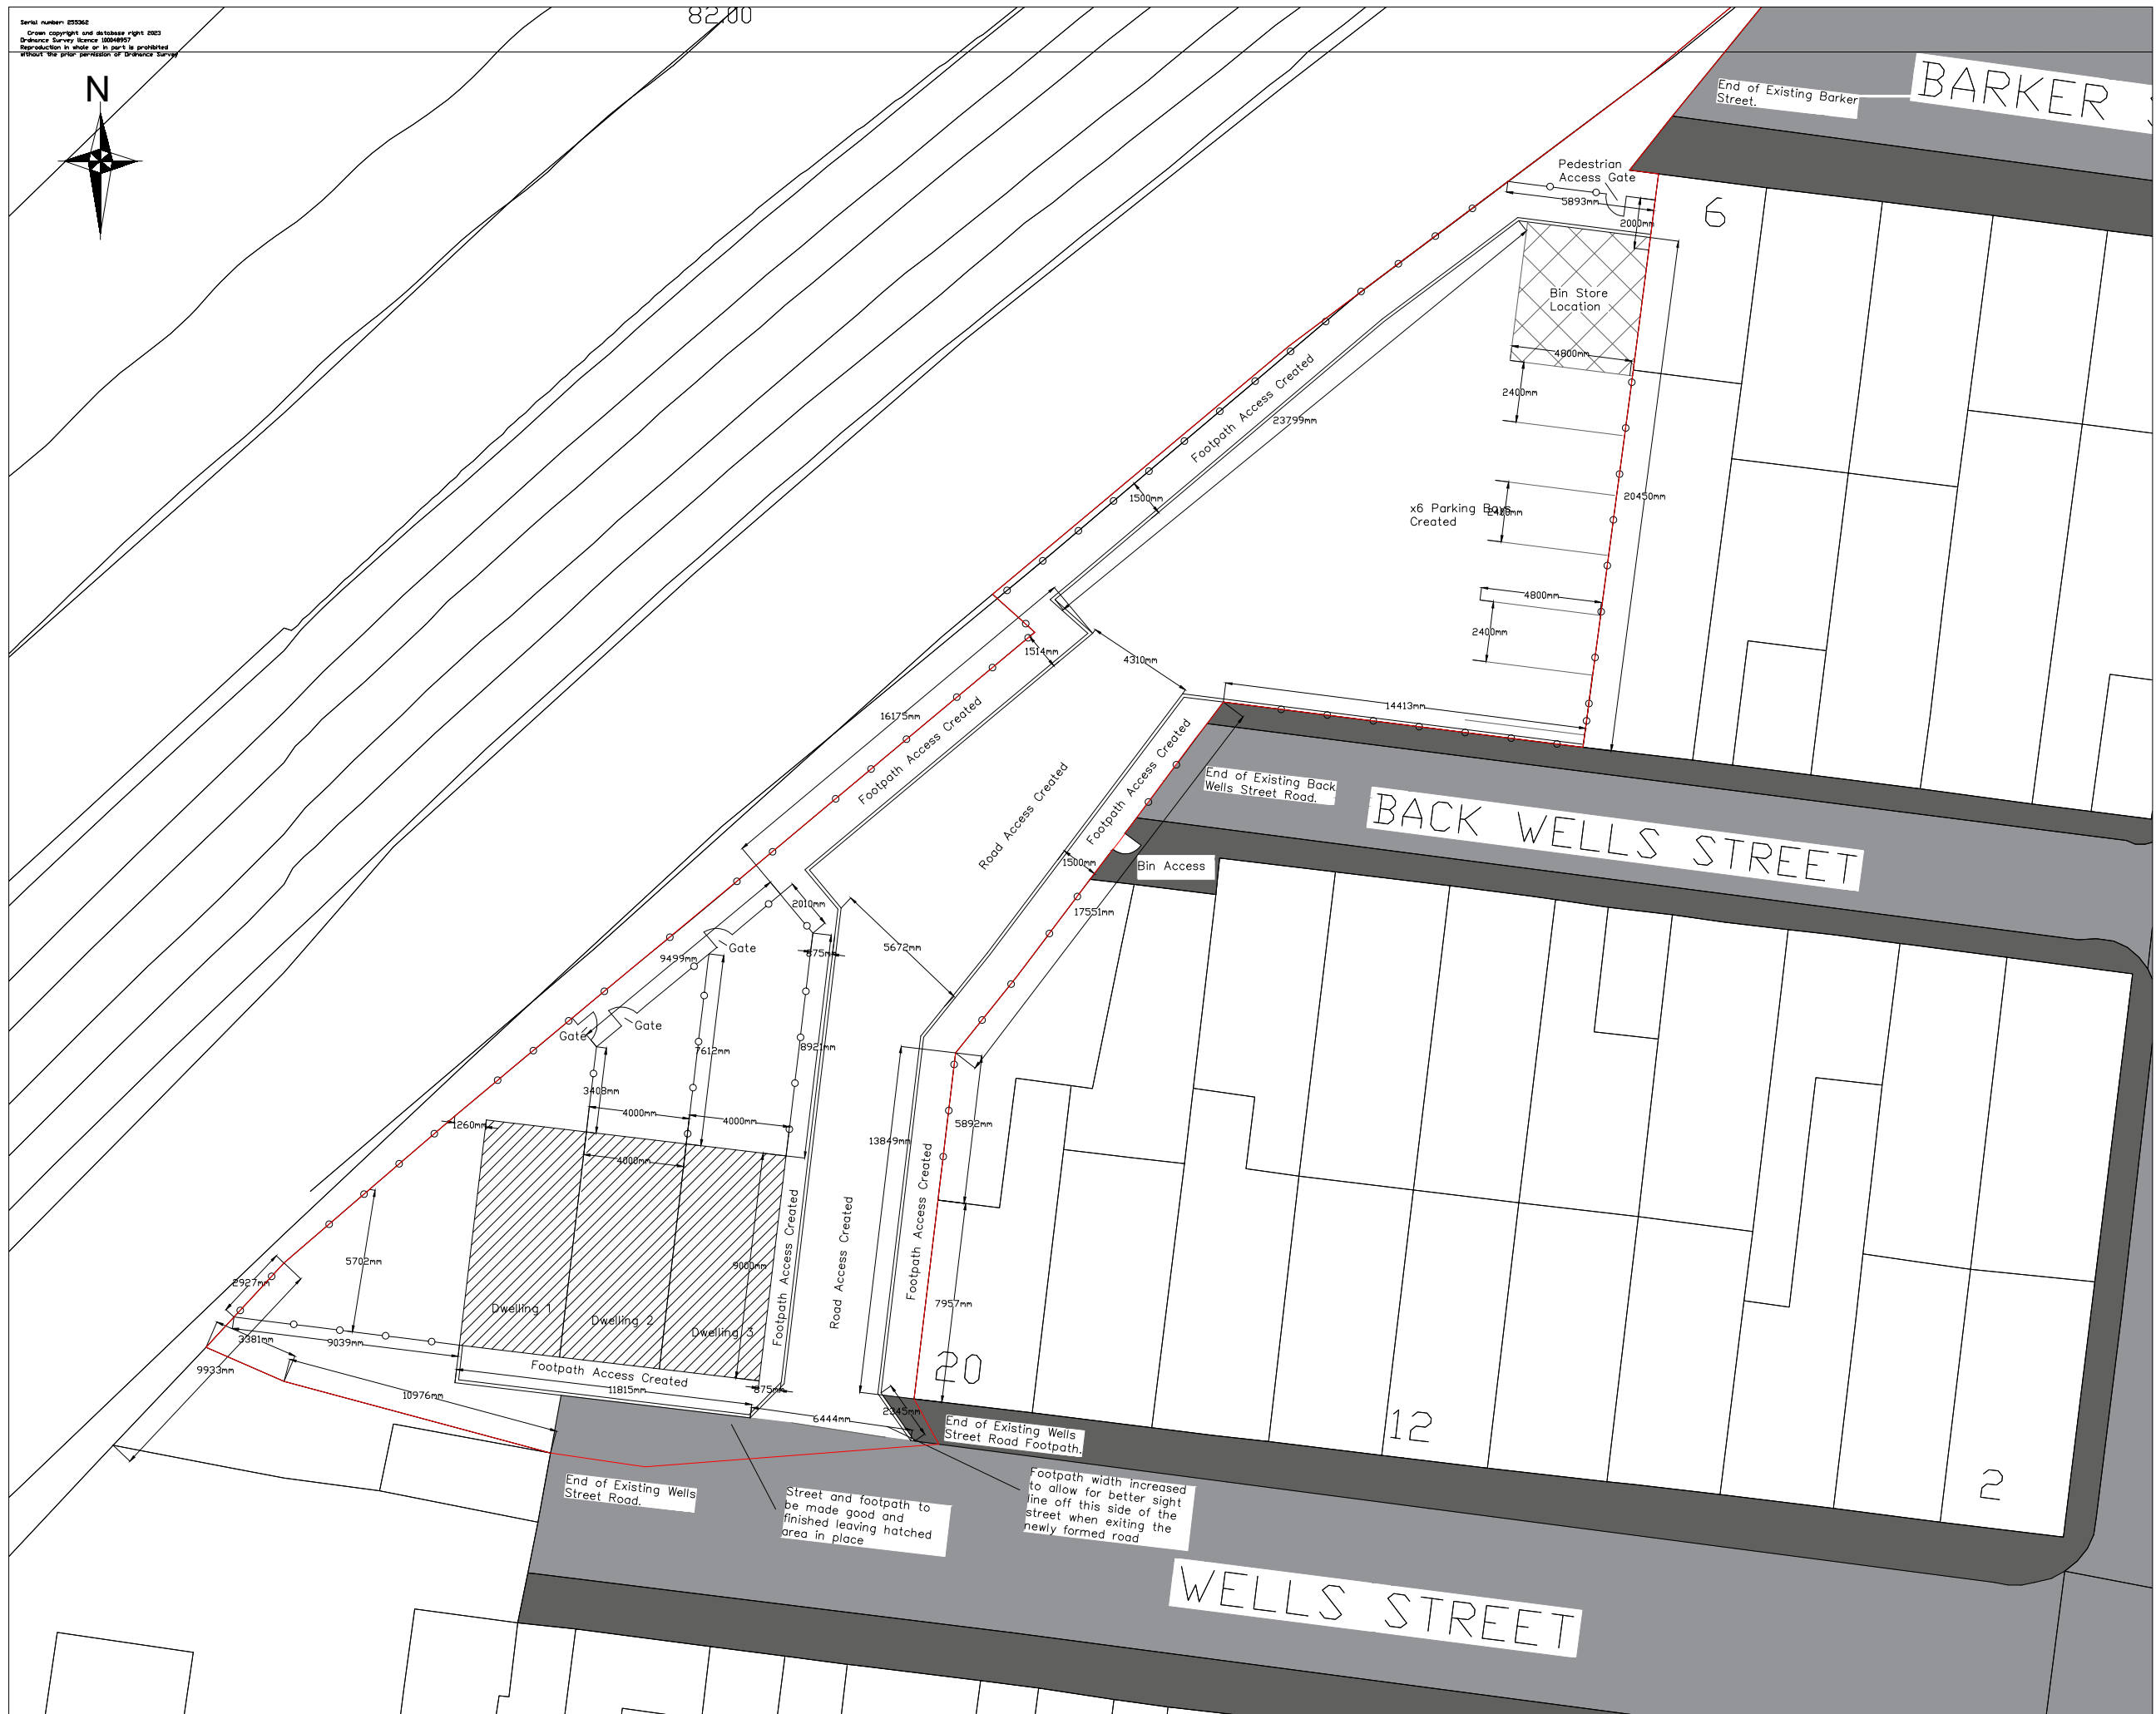 82.00
Serial number: 255362
Crown copyright and database right 2023
Ordnance Survey licence 100048957
Reproduction in whole or in part is prohibited
without the prior permission of Ordnance Survey
N
End of Existing Barker
Street.
BARKER
Pedestrian
Access Gate
5893mm
2000mm
6
Bin Store
Location
4800mm
2400mm
Footpath Access Created
23799mm
1500mm
20450mm
x6 Parking Bays
Created
2400mm
4800mm
2400mm
1514mm
4310mm
16175mm
14413mm
Footpath Access Created
Footpath Access Created
Road Access Created
End of Existing Back
Wells Street Road.
BACK WELLS STREET
1500mm
Bin Access
17551mm
2010mm
5672mm
875mm
Gate
9499mm
Gate
Gate
7612mm
8921mm
3408mm
4000mm
4000mm
1260mm
4000mm
5892mm
13849mm
Footpath Access Created
Footpath Access Created
Road Access Created
9000mm
5702mm
2927mm
7957mm
Dwelling 1
Dwelling 2
Dwelling 3
3381mm
9039mm
9933mm
Footpath Access Created
11815mm
875mm
10976mm
6444mm
2345mm
20
End of Existing Wells
Street Road Footpath.
12
2
End of Existing Wells
Street Road.
Street and footpath to
be made good and
finished leaving hatched
area in place
Footpath width increased
to allow for better sight
line off this side of the
street when exiting the
newly formed road
WELLS STREET